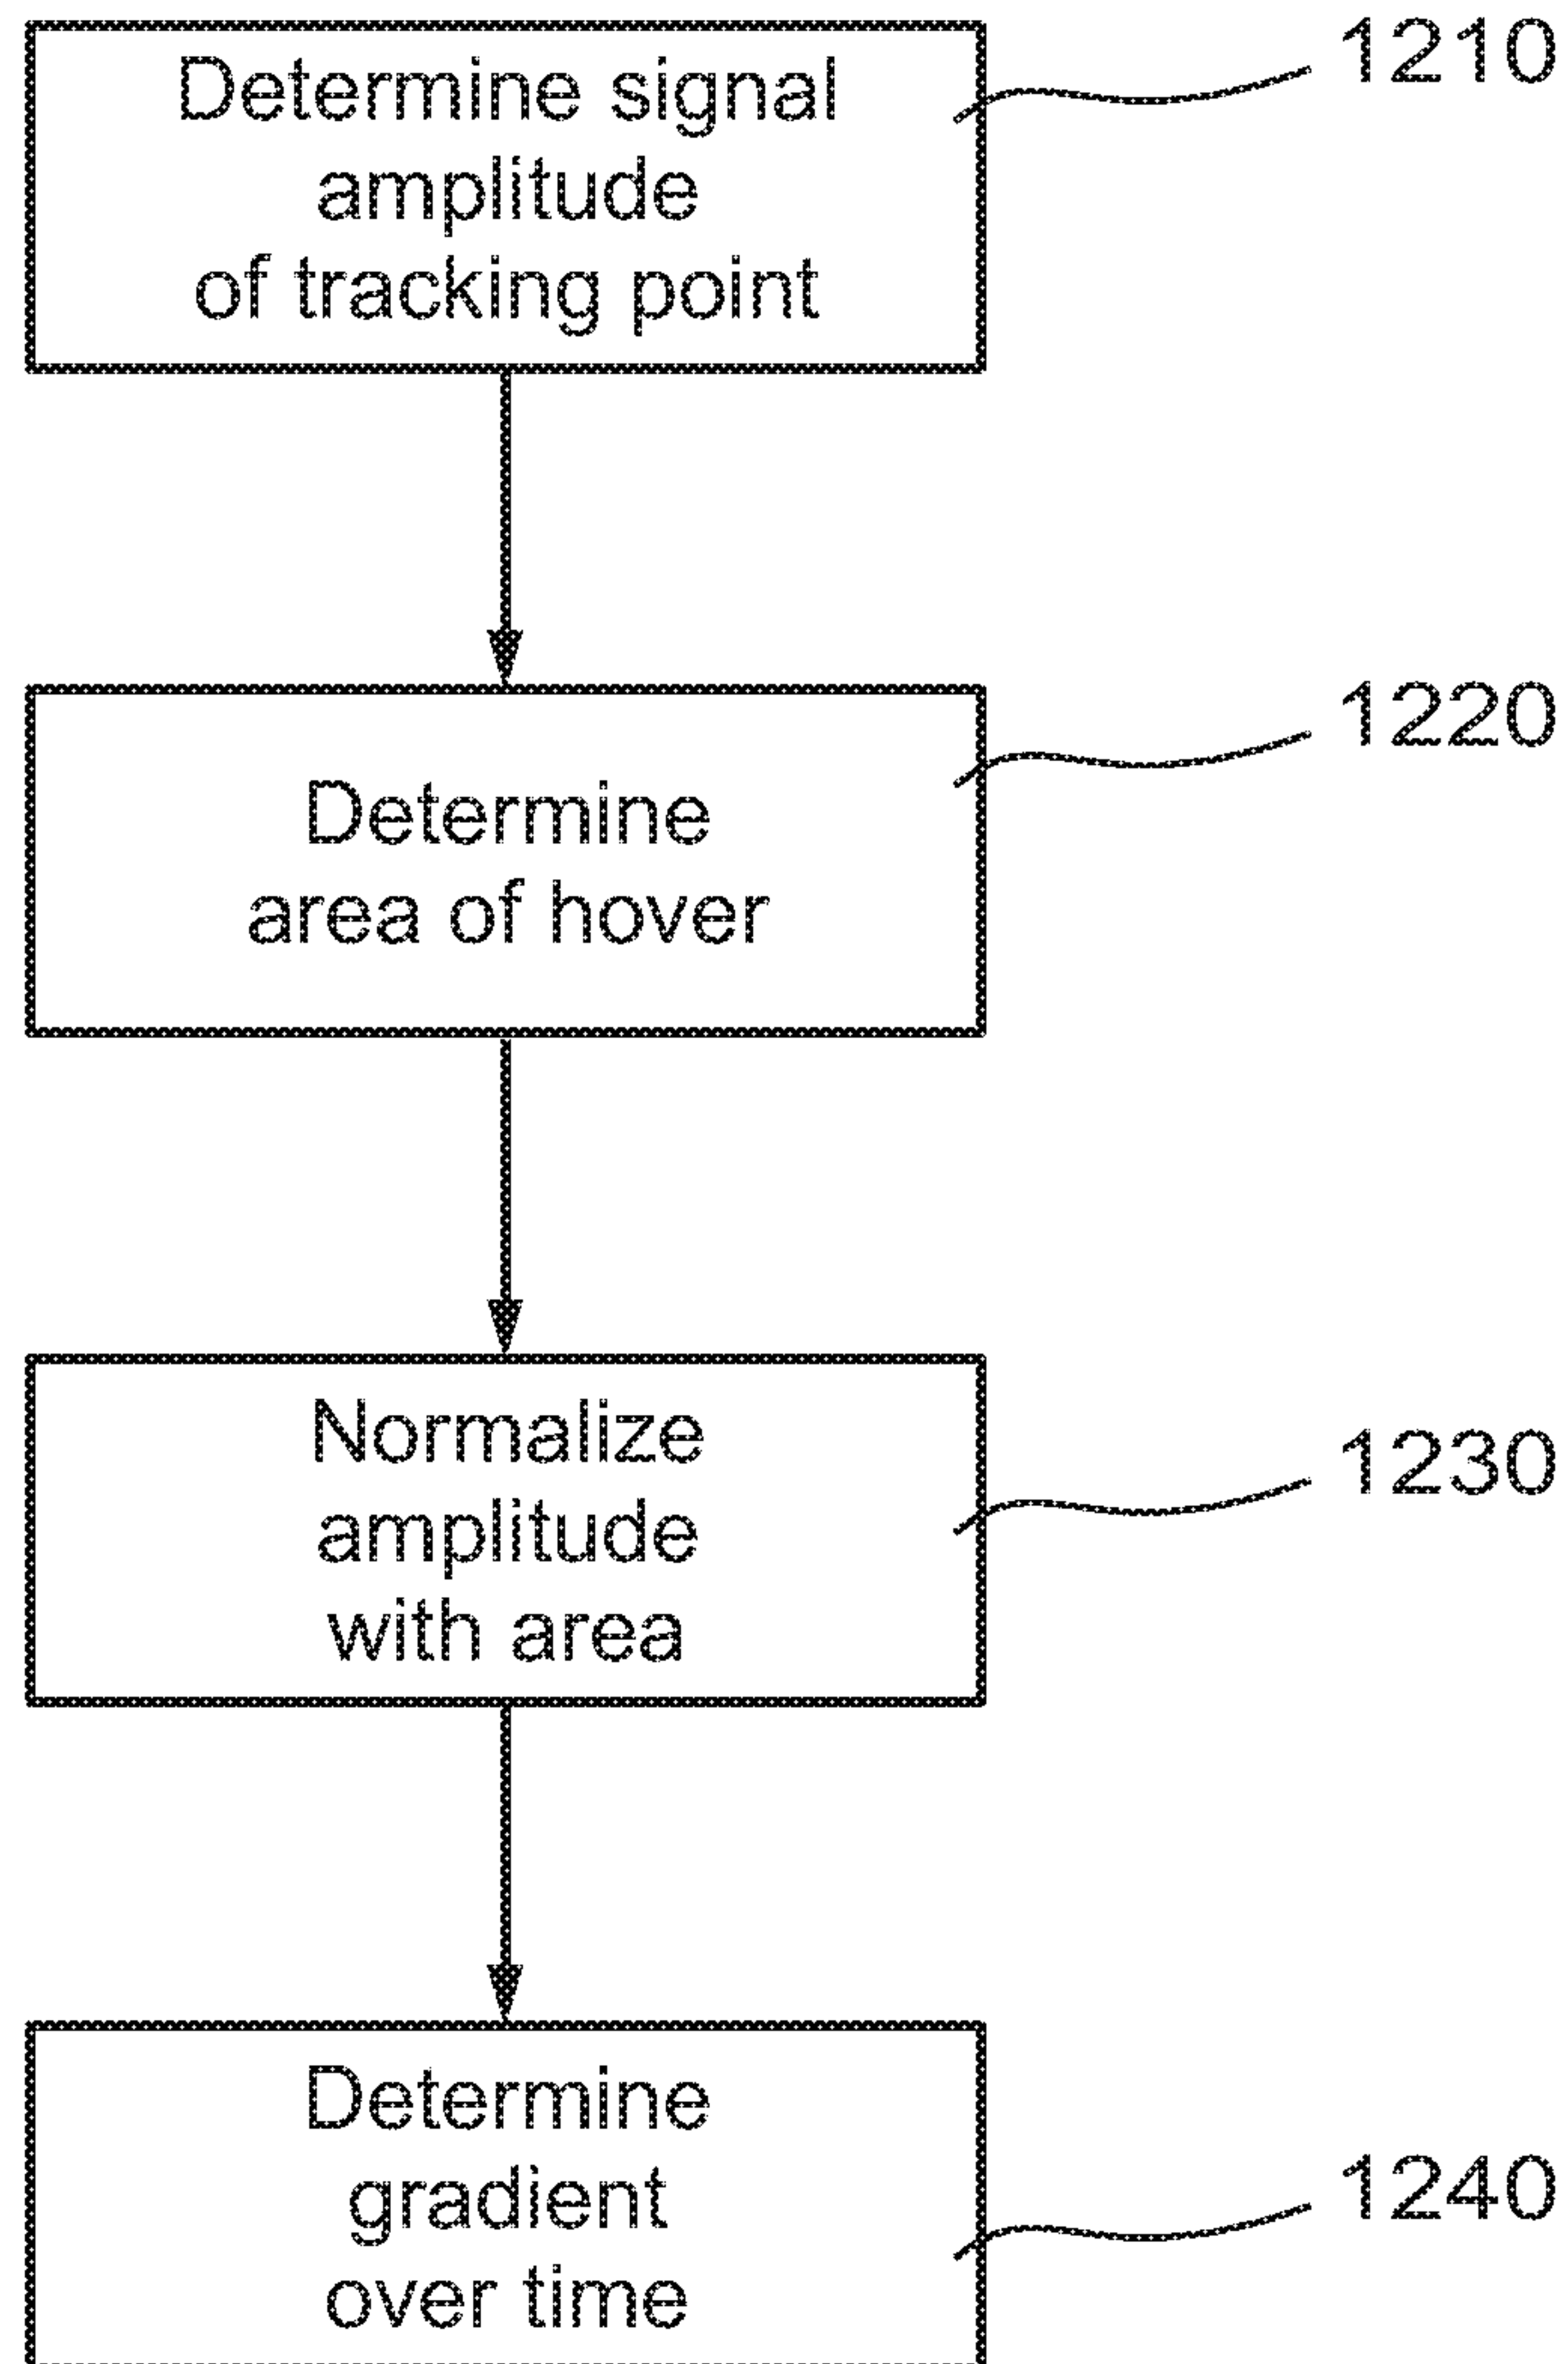 Determine signal
amplitude
of tracking point
1210
Determine
area of hover
1220
Normalize
amplitude
with area
1230
Determine
gradient
over time
1240